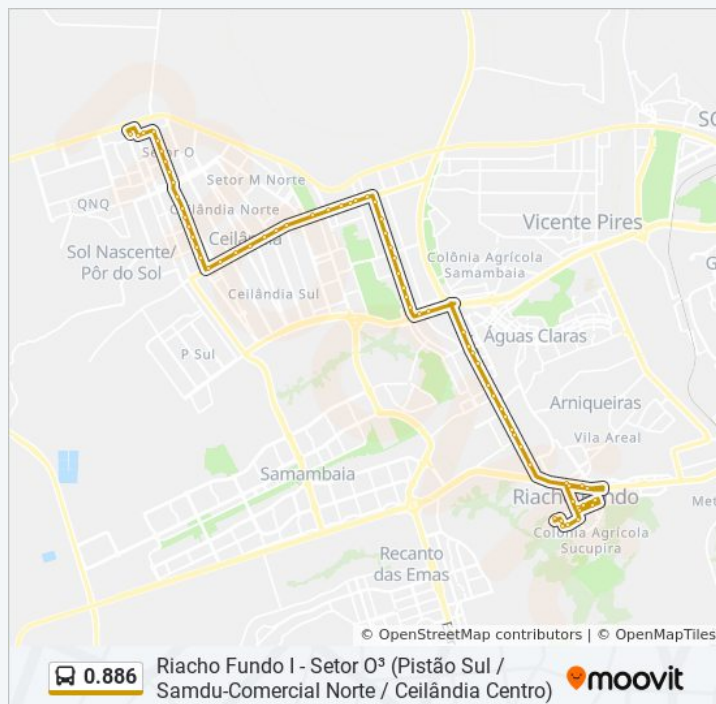 SO
Setor O
Setor M Norte
QNQ
Ceilândia Norte
Vicente Pires
Ceilândia
Sol Nascente/
Pôr do Sol
Colônia Agrícola
Samambaia
G
Ceilândia Sul
Águas Claras
P Sul
Arniqueiras
Vila Areal
Samambaia
Riacho Fundo
Met
Colônia Agrícola
Sucupira
Recanto
das Emas
© OpenStreetMap contributors | © OpenMapTiles
0.886
Riacho Fundo I - Setor O³ (Pistão Sul /
Samdu-Comercial Norte / Ceilândia Centro)
moovit